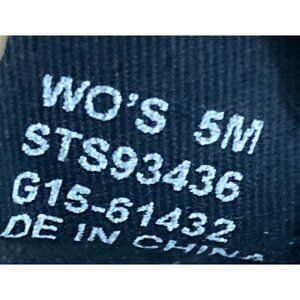 WO'S 5M
STS93436
G15-61432
DE IN CHINA